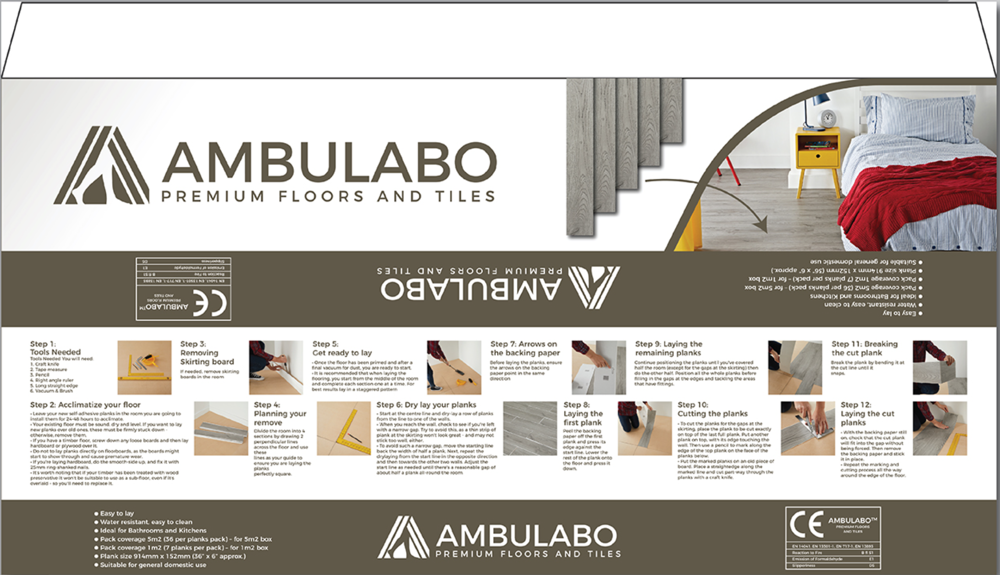 AMBULABO
PREMIUM FLOORS AND TILES
Easy to lay
Water resistant, easy to clean
Ideal for Bathrooms and Kitchens
Pack coverage 5m2 (36 per planks pack) – for 5m2 box
Pack coverage 1m2 (7 planks per pack) – for 1m2 box
Plank size 914mm x 152mm (36" x 6" approx.)
Suitable for general domestic use
AMBULABO
PREMIUM FLOORS AND TILES
CE AMBULABO™
PREMIUM FLOORS
AND TILES
EN 14041, EN 13501-1, EN 717-1, EN 13893
Reaction to Fire B fl S1
Emission of Formaldehyde E1
Slipperiness DS
Step 1:
Tools Needed
Tools Needed You will need:
1. Craft knife
2. Tape measure
3. Pencil
4. Right angle ruler
5. Long straight edge
6. Vacuum & Brush
Step 2: Acclimatize your floor
- Leave your new self-adhesive planks in the room you are going to
install them for 24-48 hours to acclimate.
- Your existing floor must be sound, dry and level. If you want to lay
new planks over old ones, these must be firmly stuck down -
otherwise, remove them.
- If you have a timber floor, screw down any loose boards and then lay
hardboard or plywood over it.
- Do not to lay planks directly on floorboards, as the boards might
start to show through and cause premature wear.
- If you're laying hardboard, do the smooth-side up, and fix it with
25mm ring-shanked nails.
- It's worth noting that if your timber has been treated with wood
preservative it won't be suitable to use as a sub-floor, even if it's
overlaid - so you'll need to replace it.
Step 3:
Removing
Skirting board
If needed, remove skirting
boards in the room
Step 4:
Planning your
remove
Divide the room into 4
sections by drawing 2
perpendicular lines
across the floor and use
these
lines as your guide to
ensure you are laying the
planks
perfectly square.
Step 5:
Get ready to lay
- Once the floor has been primed and after a
final vacuum for dust, you are ready to start.
- It is recommended that when laying the
flooring, you start from the middle of the room
and complete each section one at a time. For
best results lay in a staggered pattern
Step 6: Dry lay your planks
- Start at the centre line and dry-lay a row of planks
from the line to one of the walls.
- When you reach the wall, check to see if you're left
with a narrow gap. Try to avoid this, as a thin strip of
plank at the skirting won't look great - and may not
stick too well, either.
- To avoid such a narrow gap, move the starting line
back the width of half a plank. Next, repeat the
drylaying from the start line in the opposite direction
and then towards the other two walls. Adjust the
start line as needed until there's a reasonable gap of
about half a plank all-round the room
Step 7: Arrows on
the backing paper
Before laying the planks, ensure
the arrows on the backing
paper point in the same
direction
Step 8:
Laying the
first plank
Peel the backing
paper off the first
plank and press its
edge against the
start line. Lower the
rest of the plank onto
the floor and press it
down.
Step 9: Laying the
remaining planks
Continue positioning the planks until you've covered
half the room (except for the gaps at the skirting) then
do the other half. Position all the whole planks before
filling in the gaps at the edges and tackling the areas
that have fittings.
Step 10:
Cutting the planks
- To cut the planks for the gaps at the
skirting, place the plank to be cut exactly
on top of the last full plank. Put another
plank on top, with its edge touching the
wall. Then use a pencil to mark along the
edge of the top plank on the face of the
planks below.
- Put the marked planks on an old piece of
board. Place a straightedge along the
marked line and cut part-way through the
planks with a craft knife.
Step 11: Breaking
the cut plank
Break the plank by bending it at
the cut line until it
snaps.
Step 12:
Laying the cut
planks
- With the backing paper still
on, check that the cut plank
will fit into the gap without
being forced. Then remove
the backing paper and stick
it in place.
- Repeat the marking and
cutting process all the way
around the edge of the floor.
Easy to lay
Water resistant, easy to clean
Ideal for Bathrooms and Kitchens
Pack coverage 5m2 (36 per planks pack) – for 5m2 box
Pack coverage 1m2 (7 planks per pack) – for 1m2 box
Plank size 914mm x 152mm (36" x 6" approx.)
Suitable for general domestic use
AMBULABO
PREMIUM FLOORS AND TILES
CE AMBULABO™
PREMIUM FLOORS
AND TILES
EN 14041, EN 13501-1, EN 717-1, EN 13893
Reaction to Fire B fl S1
Emission of Formaldehyde E1
Slipperiness DS